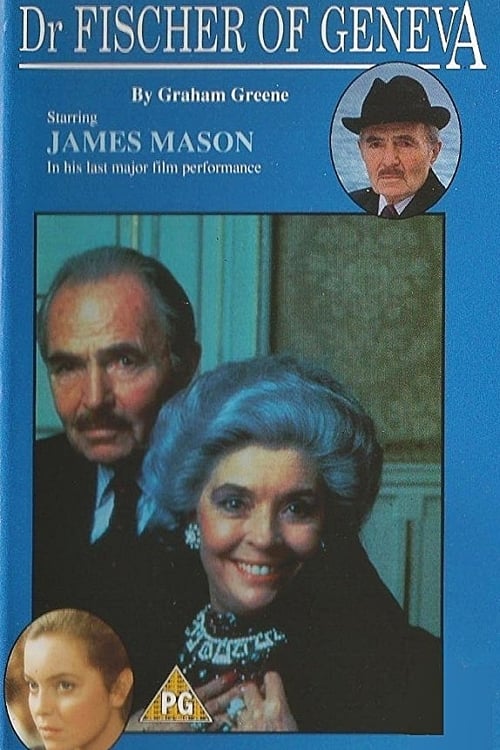 Dr FISCHER OF GENEVA
By Graham Greene
Starring
JAMES MASON
In his last major film performance
PG